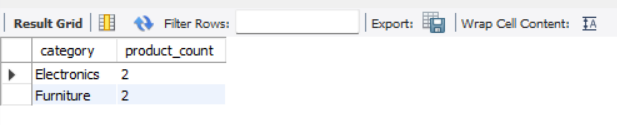 Result Grid Filter Rows: Export: Wrap Cell Content:
category product_count
Electronics 2
Furniture 2